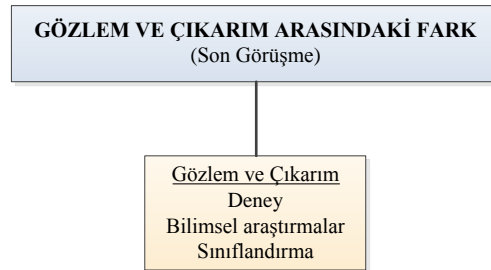 GÖZLEM VE ÇIKARIM ARASINDAKİ FARK
(Son Görüşme)
Gözlem ve Çıkarım
Deney
Bilimsel araştırmalar
Sınıflandırma